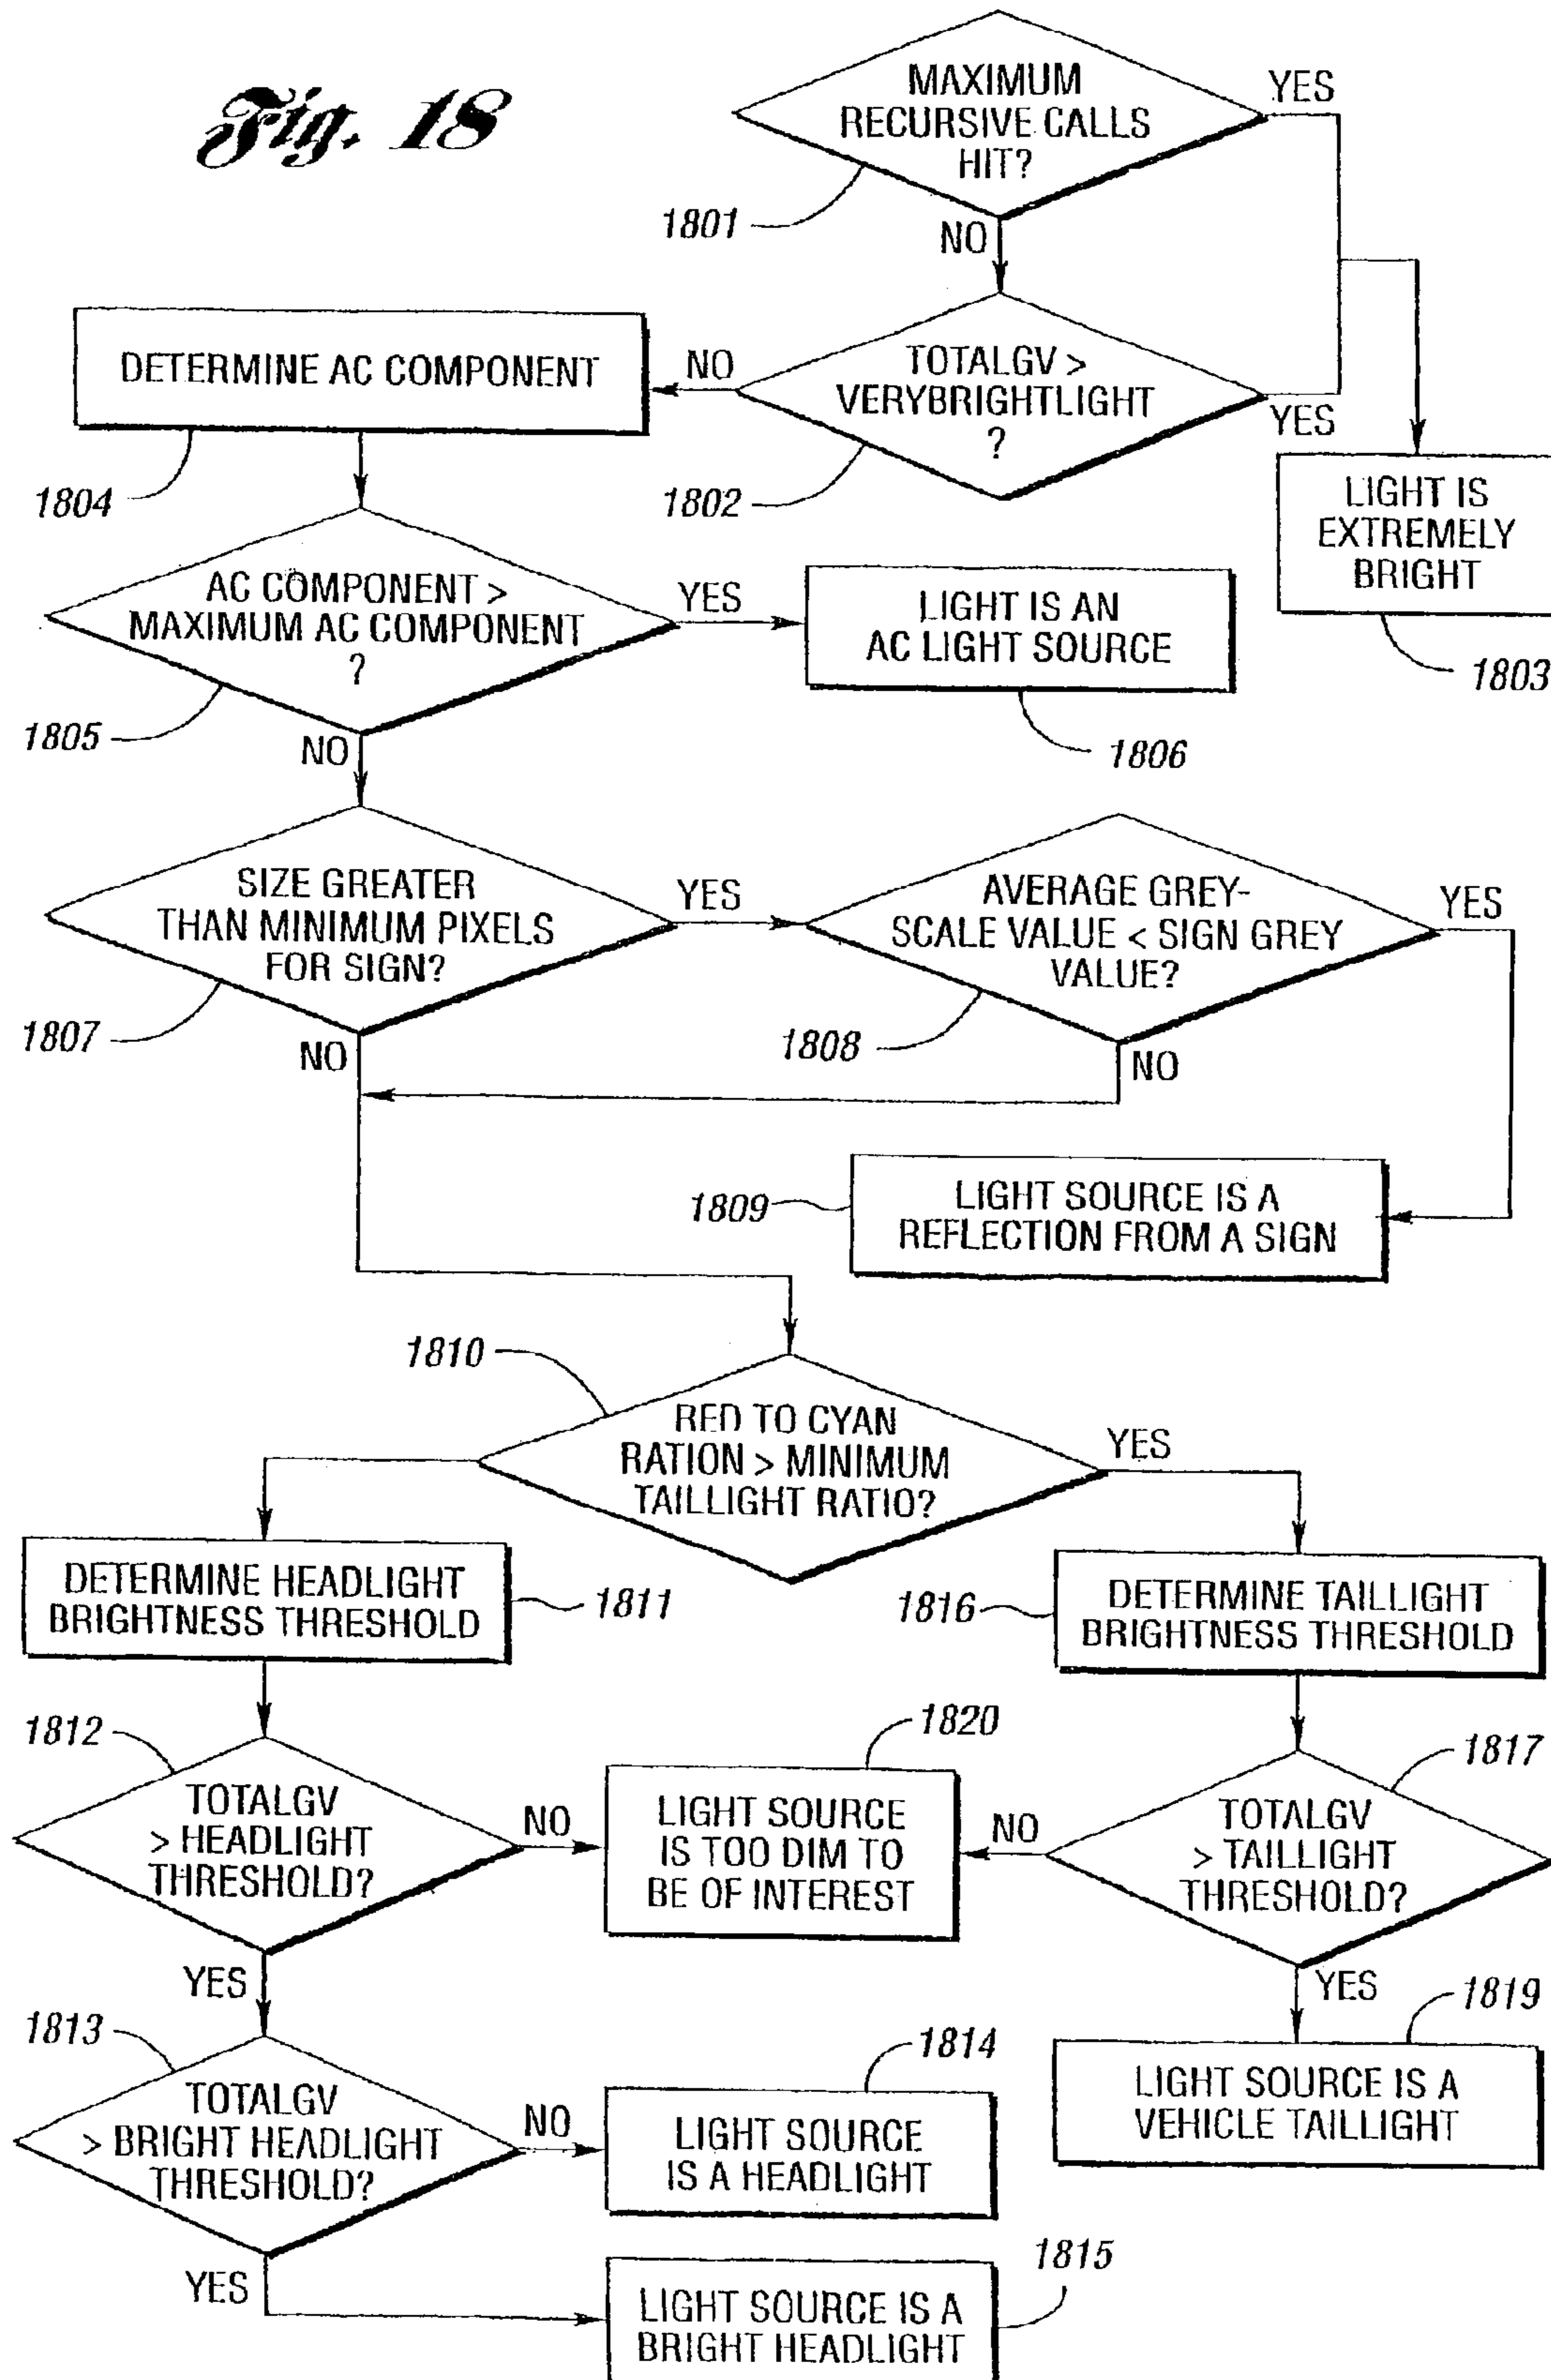 Fig. 18
MAXIMUM
RECURSIVE CALLS
HIT?
YES
1801
NO
DETERMINE AC COMPONENT
NO
TOTALGV >
VERYBRIGHTLIGHT
?
YES
1804
1802
LIGHT IS
EXTREMELY
BRIGHT
1803
AC COMPONENT >
MAXIMUM AC COMPONENT
?
YES
LIGHT IS AN
AC LIGHT SOURCE
1805
NO
1806
SIZE GREATER
THAN MINIMUM PIXELS
FOR SIGN?
YES
AVERAGE GREY-
SCALE VALUE < SIGN GREY
VALUE?
YES
1807
NO
1808
NO
1809
LIGHT SOURCE IS A
REFLECTION FROM A SIGN
1810
RED TO CYAN
RATION > MINIMUM
TAILLIGHT RATIO?
YES
DETERMINE HEADLIGHT
BRIGHTNESS THRESHOLD
1811
1816
DETERMINE TAILLIGHT
BRIGHTNESS THRESHOLD
1812
TOTALGV
> HEADLIGHT
THRESHOLD?
NO
1820
LIGHT SOURCE
IS TOO DIM TO
BE OF INTEREST
NO
1817
TOTALGV
> TAILLIGHT
THRESHOLD?
YES
YES
1813
TOTALGV
> BRIGHT HEADLIGHT
THRESHOLD?
NO
1814
LIGHT SOURCE
IS A HEADLIGHT
1819
LIGHT SOURCE IS A
VEHICLE TAILLIGHT
YES
1815
LIGHT SOURCE IS A
BRIGHT HEADLIGHT